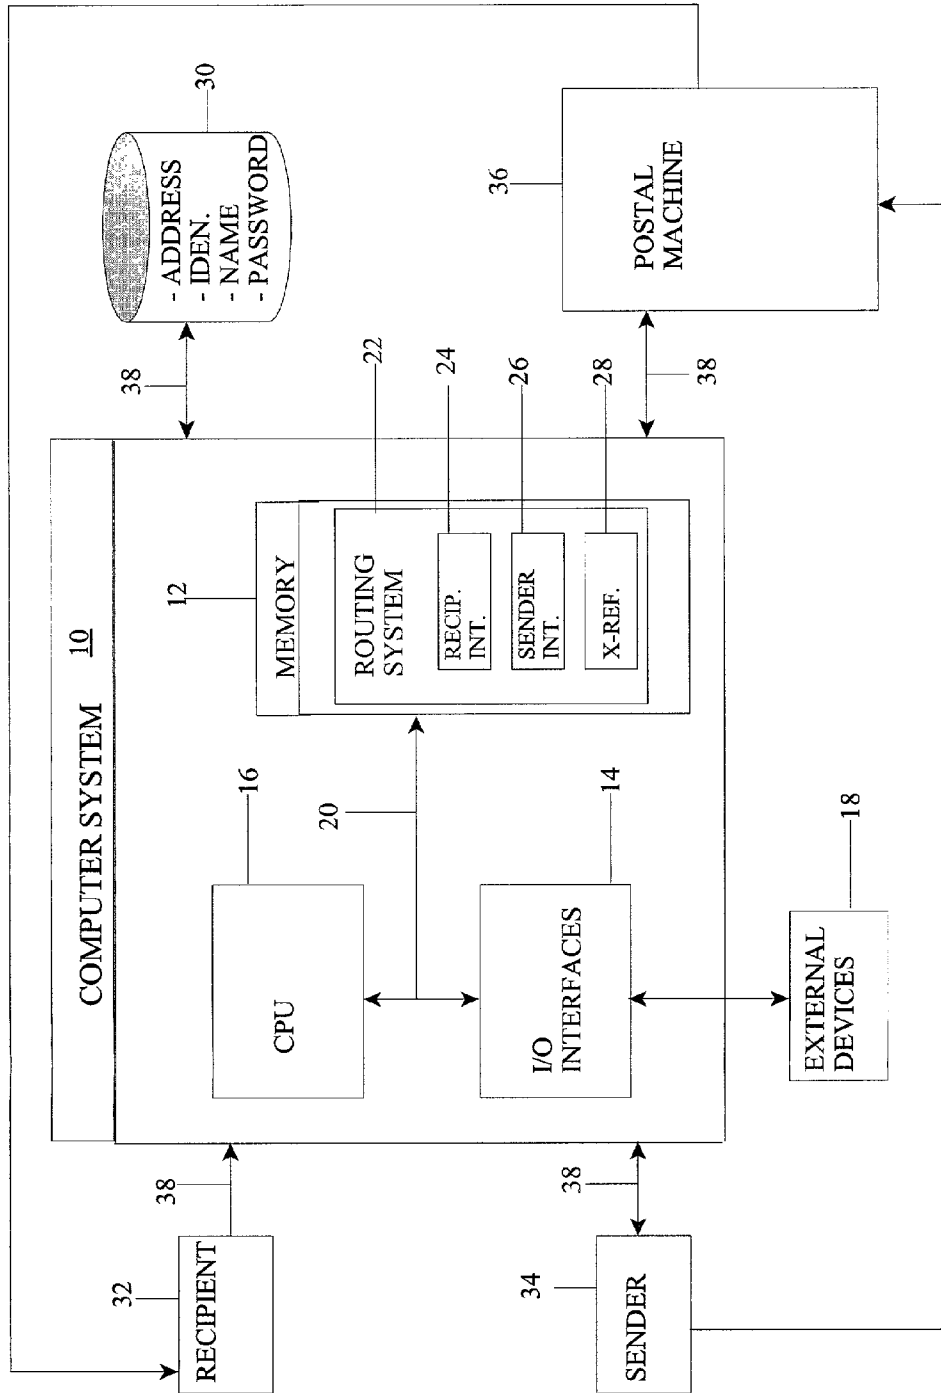 COMPUTER SYSTEM 10
30
- ADDRESS
- IDEN.
- NAME
- PASSWORD
38
32
RECIPIENT
38
16
CPU
20
12
MEMORY
22
ROUTING
SYSTEM
24
RECIP.
INT.
26
SENDER
INT.
28
X-REF.
14
I/O
INTERFACES
34
SENDER
38
18
EXTERNAL
DEVICES
38
36
POSTAL
MACHINE